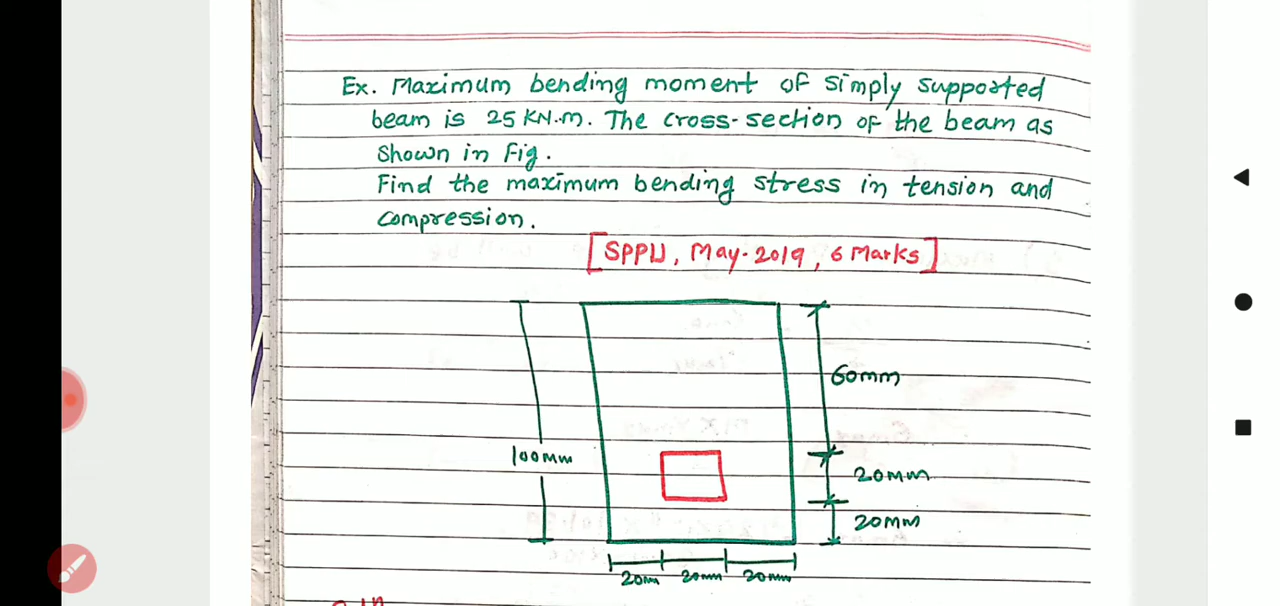 Ex. Maximum bending moment of simply supported
beam is 25 KN.m. The cross-section of the beam as
shown in Fig.
Find the maximum bending stress in tension and
compression.
[SPPU, May-2019, 6 Marks]
60mm
100mm
20mm
20mm
20mm 20mm 20mm